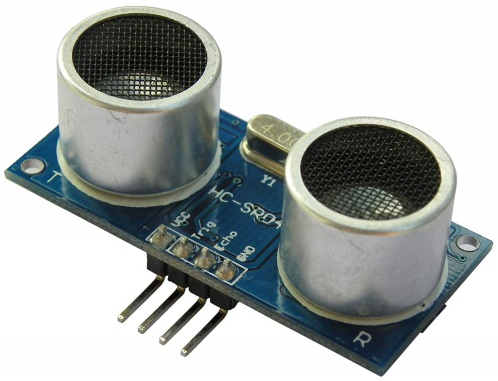 4.00
Y1
T
HC-SR04
Vcc
Trig
Echo
GND
R